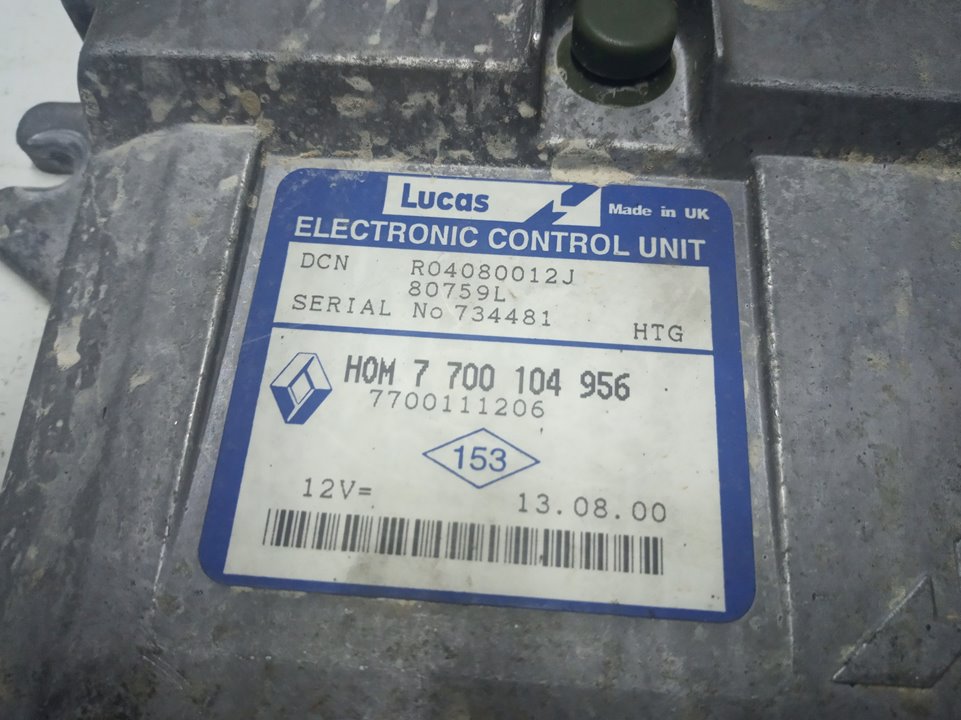 Lucas
Made in UK
ELECTRONIC CONTROL UNIT
DCN R04080012J
80759L
SERIAL No 734481 HTG
HOM 7 700 104 956
7700111206
153
12V= 13.08.00